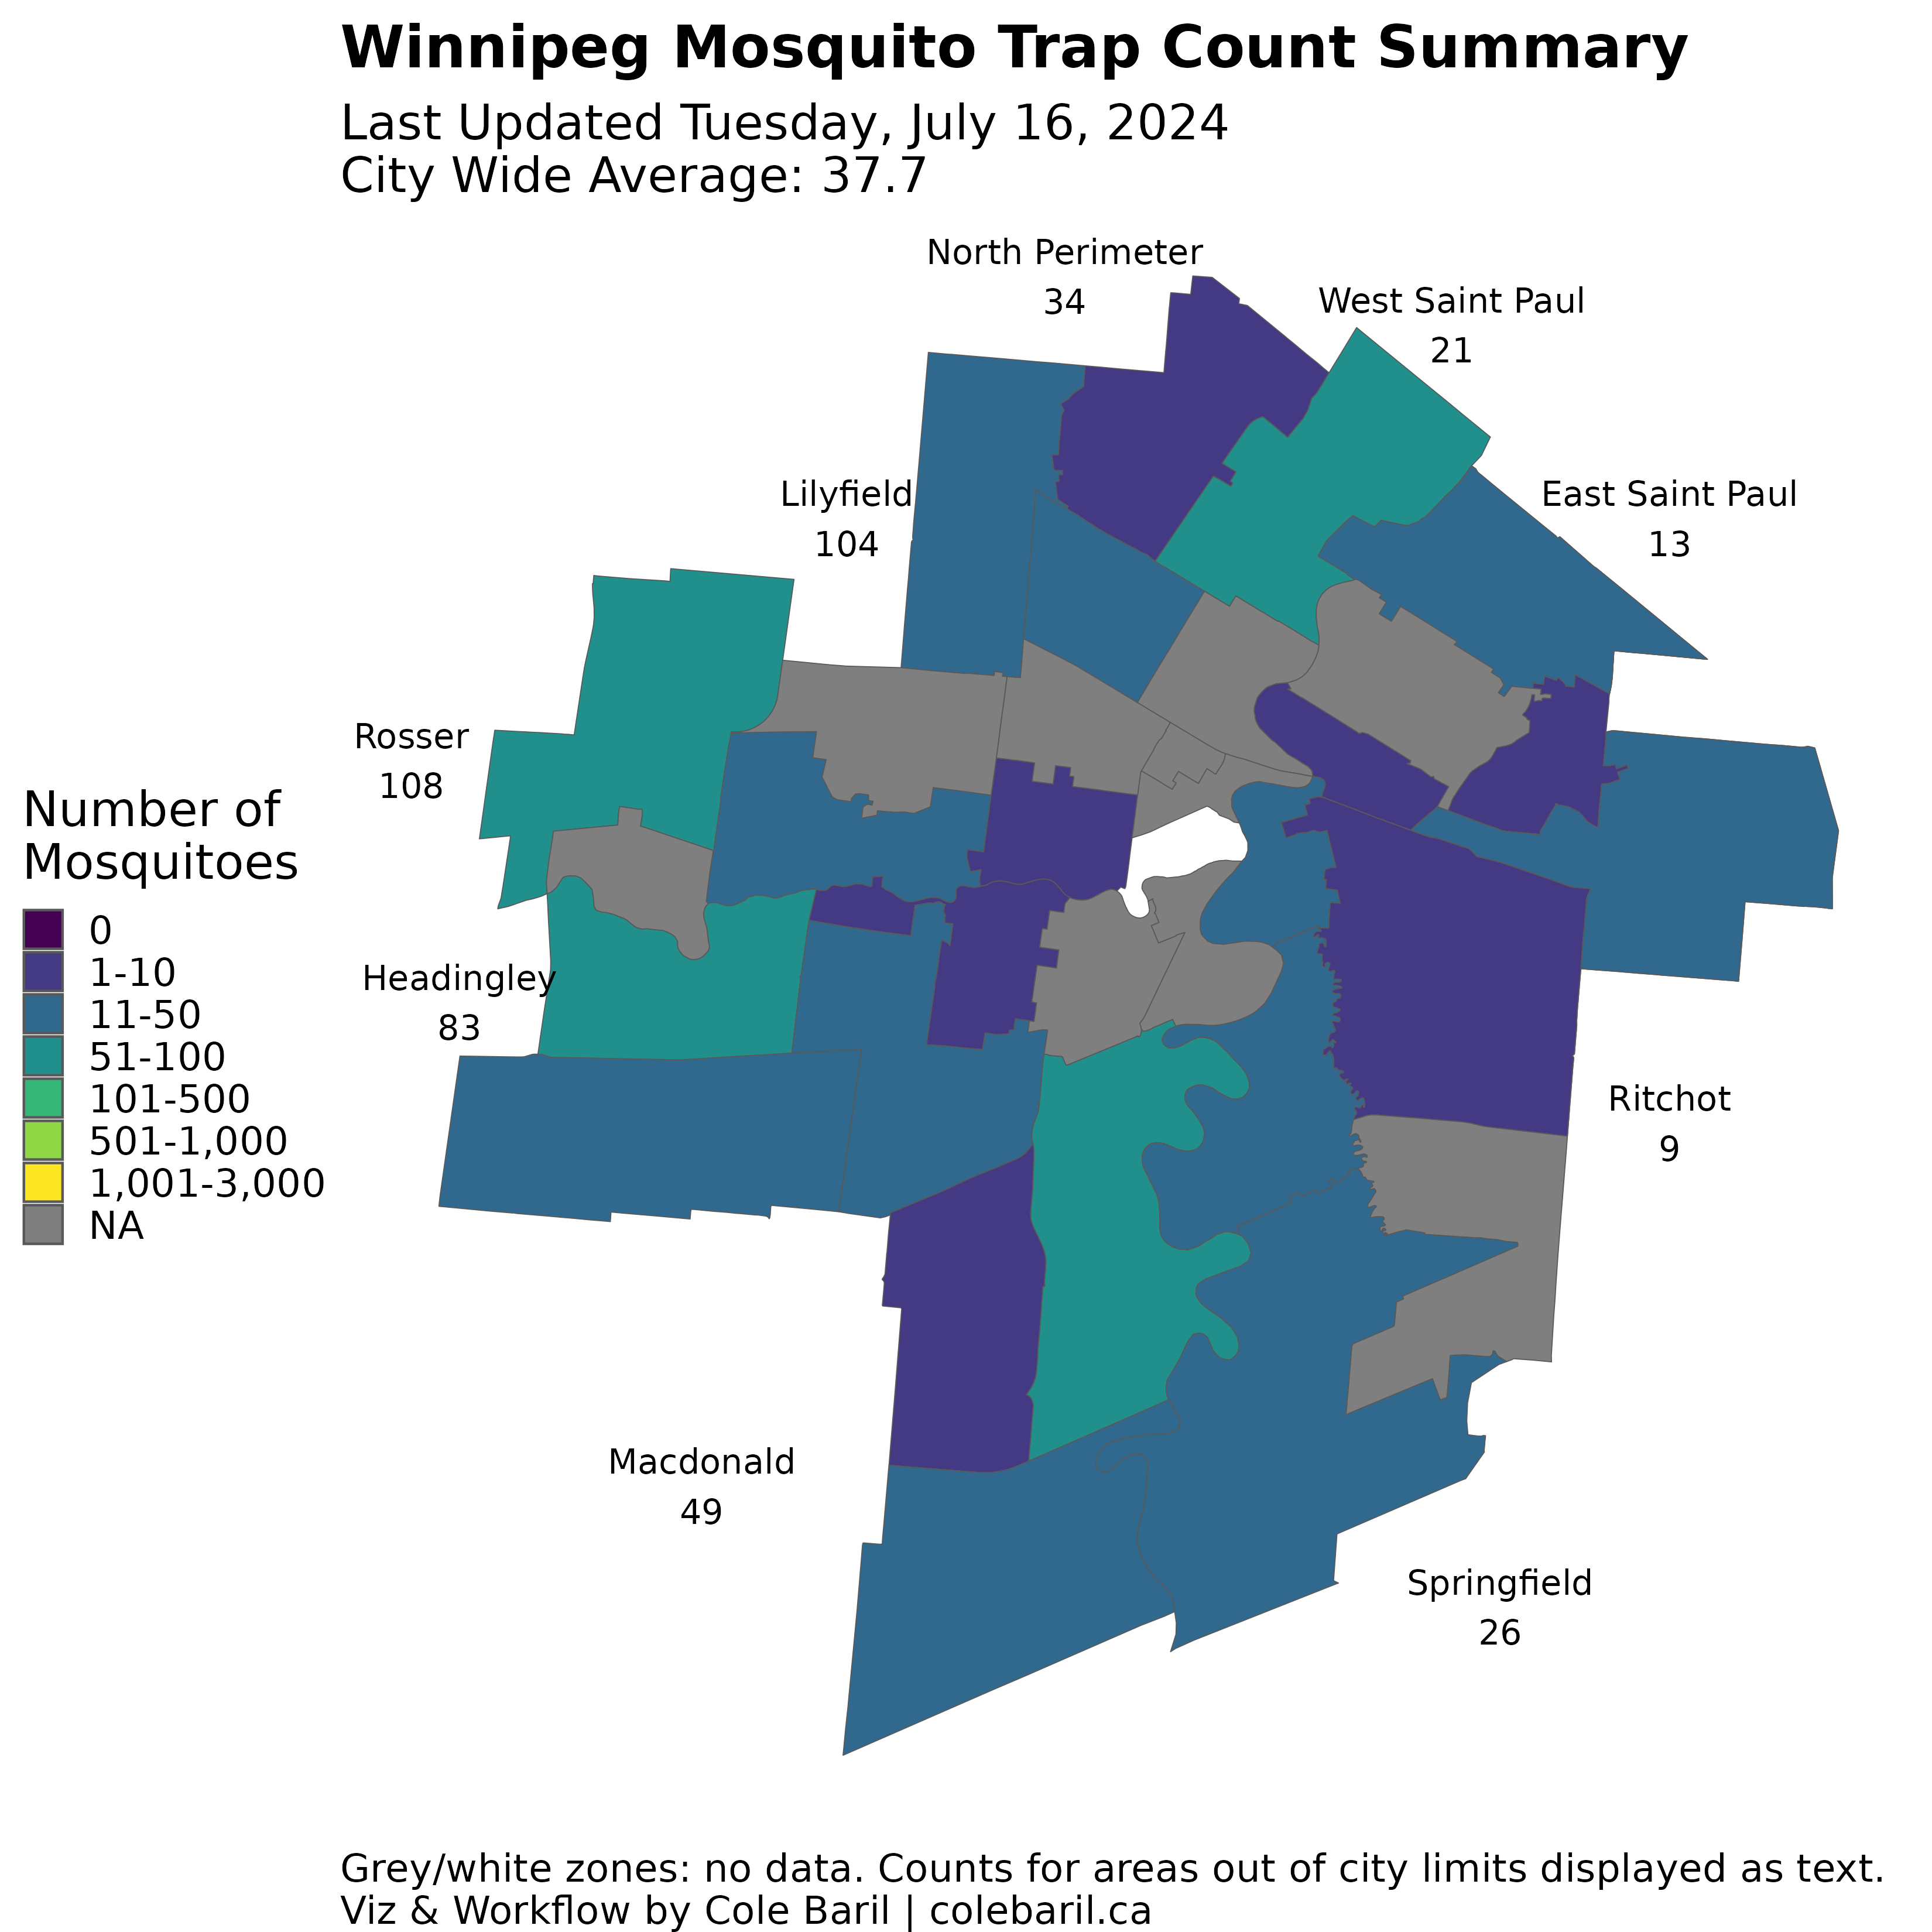 Winnipeg Mosquito Trap Count Summary
Last Updated Tuesday, July 16, 2024
City Wide Average: 37.7
North Perimeter
34
West Saint Paul
21
Lilyfield
104
East Saint Paul
13
Rosser
108
Headingley
83
Ritchot
9
Macdonald
49
Springfield
26
Number of
Mosquitoes
0
1-10
11-50
51-100
101-500
501-1,000
1,001-3,000
NA
Grey/white zones: no data. Counts for areas out of city limits displayed as text.
Viz & Workflow by Cole Baril | colebaril.ca